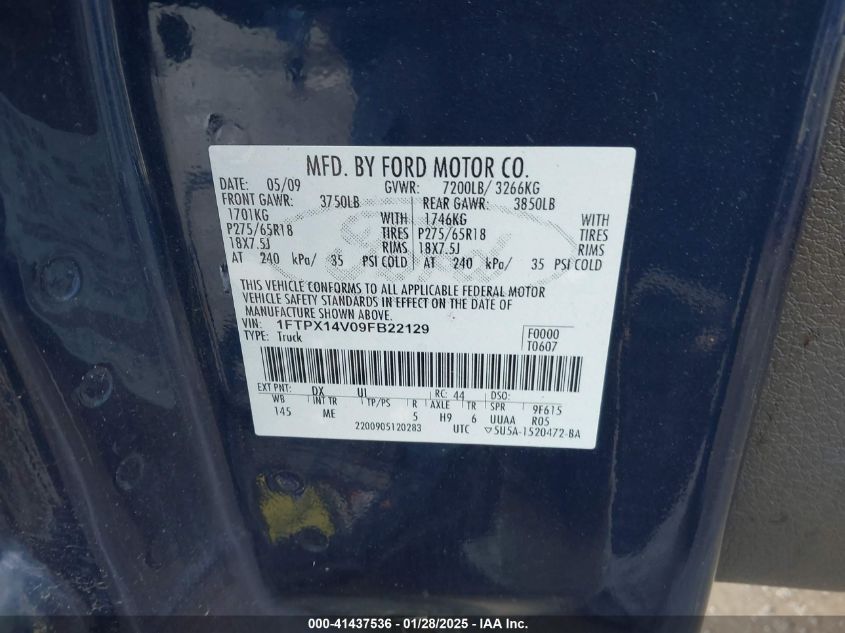 MFD. BY FORD MOTOR CO.
DATE: 05/09 GVWR: 7200LB/ 3266KG
FRONT GAWR: 3750LB REAR GAWR: 3850LB
1701KG WITH 1746KG WITH
P275/65R18 TIRES P275/65R18 TIRES
18X7.5J RIMS 18X7.5J RIMS
AT 240 kPa/ 35 PSI COLD AT 240 kPa/ 35 PSI COLD
THIS VEHICLE CONFORMS TO ALL APPLICABLE FEDERAL MOTOR
VEHICLE SAFETY STANDARDS IN EFFECT ON THE DATE OF
MANUFACTURE SHOWN ABOVE.
VIN: 1FTPX14V09FB22129 F0000
TYPE: Truck T0607
EXT PNT: DX UI RC: 44 DSO:
WB INT TR TP/PS R AXLE TR SPR 9F615
145 ME 5 H9 6 UUAA R05
2200905120283 UTC ▽5U5A-1520472-BA
Ford
000-41437536 - 01/28/2025 - IAA Inc.